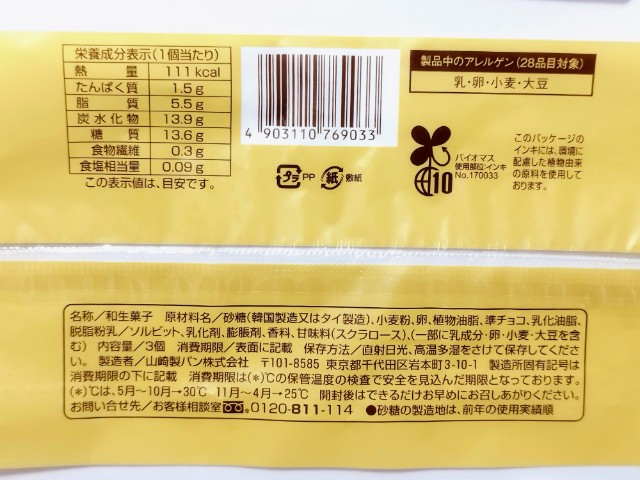 栄養成分表示(1個当たり)
熱量 111kcal
たんぱく質 1.5g
脂質 5.5g
炭水化物 13.9g
糖質 13.6g
食物繊維 0.3g
食塩相当量 0.09g
この表示値は、目安です。
4 903110 769033
プラ PP 紙 敷紙
製品中のアレルゲン(28品目対象)
乳・卵・小麦・大豆
バイオマス
使用部位:インキ
No.170033
10
このパッケージの
インキには、環境に
配慮した植物由来
の原料を使用して
おります。
名称/和生菓子 原材料名/砂糖(韓国製造又はタイ製造)、小麦粉、卵、植物油脂、準チョコ、乳化油脂、
脱脂粉乳/ソルビット、乳化剤、膨脹剤、香料、甘味料(スクラロース)、(一部に乳成分・卵・小麦・大豆を含
む) 内容量/3個 消費期限/表面に記載 保存方法/直射日光、高温多湿をさけて保存してくださ
い。 製造者/山崎製パン株式会社 〒101-8585 東京都千代田区岩本町3-10-1 製造所固有記号は
消費期限の下に記載 消費期限は(*)℃の保管温度の検査で安全を見込んだ期限となっております。
(*)℃は、5月〜10月→30℃ 11月〜4月→25℃ 開封後はできるだけお早めにお召しあがりください。
お問い合せ先/お客様相談室 0120-811-114 ●砂糖の製造地は、前年の使用実績順